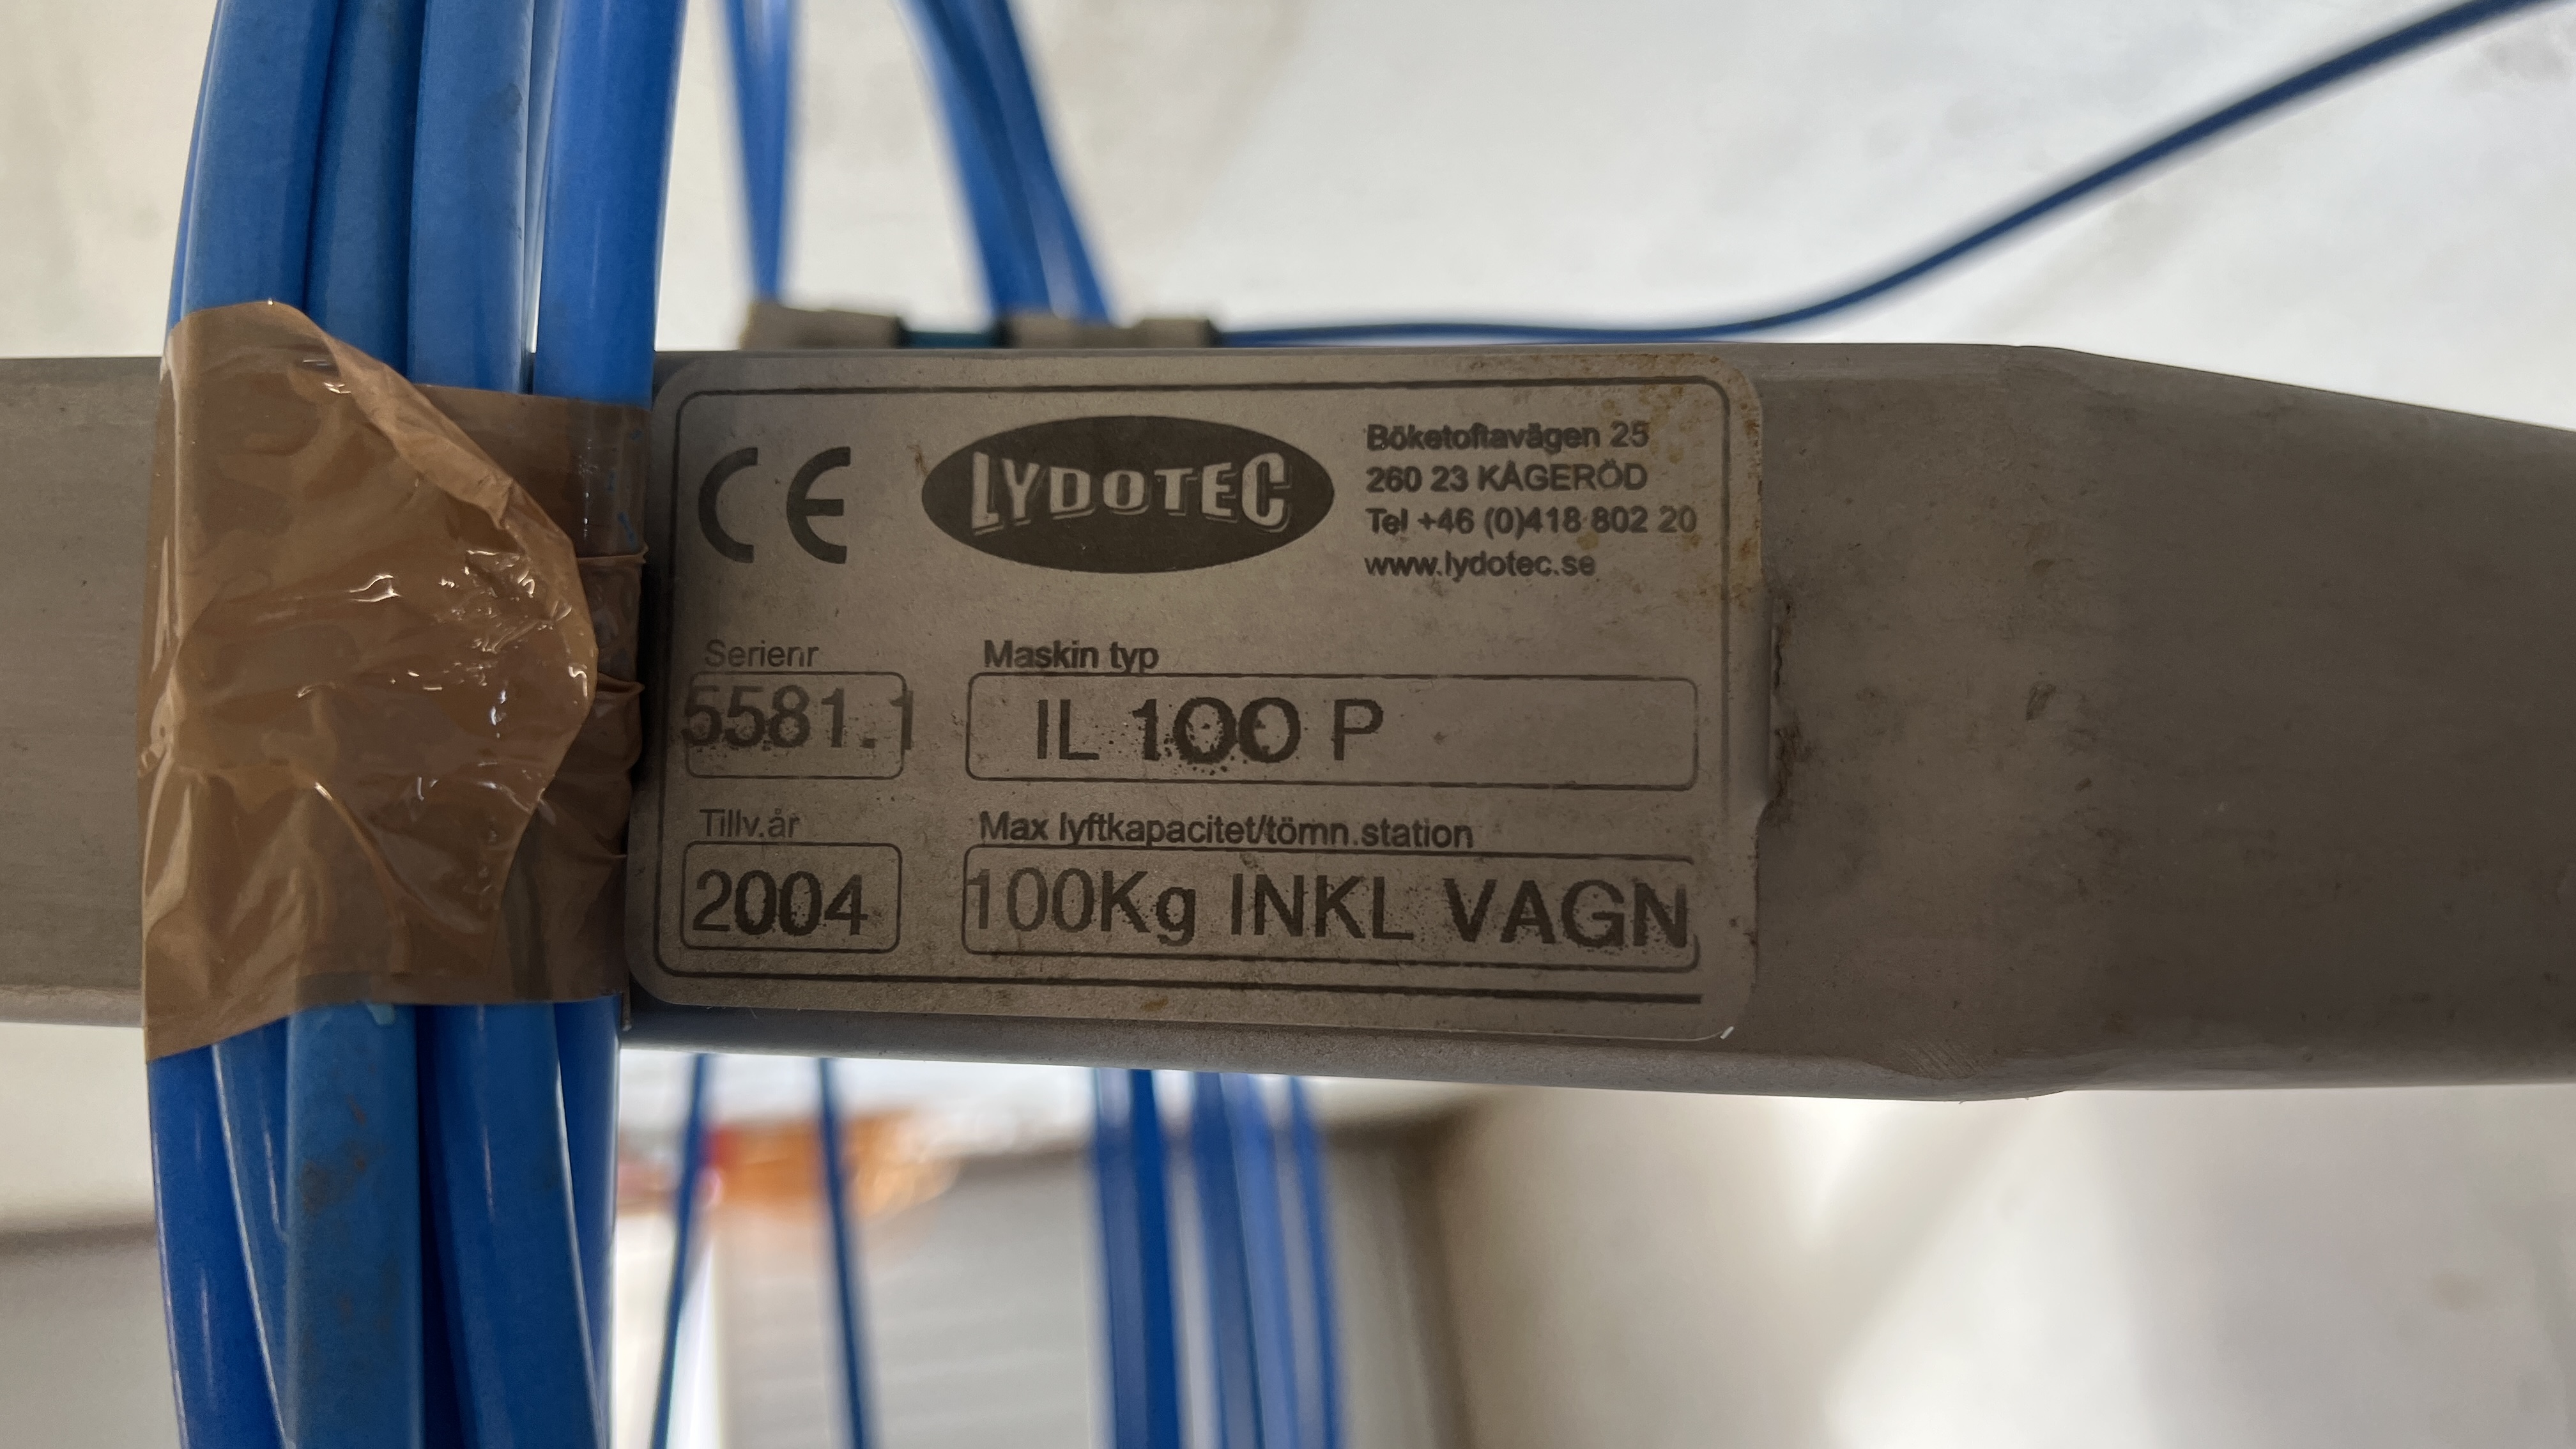 CE
LYDOTEC
Böketoftavägen 25
260 23 KÅGERÖD
Tel +46 (0)418 802 20
www.lydotec.se
Serienr
5581.1
Maskin typ
IL 100 P
Tillv.år
2004
Max lyftkapacitet/tömn.station
100Kg INKL VAGN